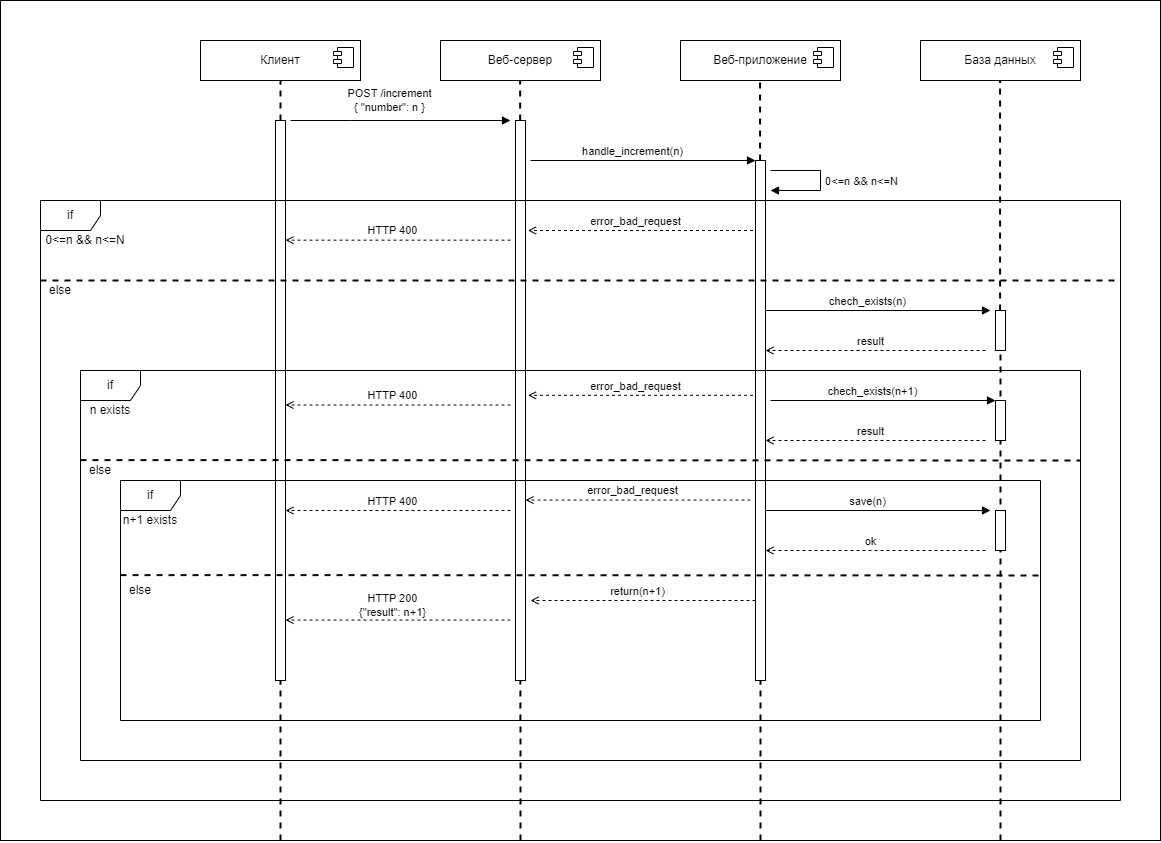 Клиент
Веб-сервер
Веб-приложение
База данных
POST /increment
{ "number": n }
handle_increment(n)
0<=n && n<=N
if
0<=n && n<=N
error_bad_request
HTTP 400
else
chech_exists(n)
result
if
n exists
error_bad_request
HTTP 400
chech_exists(n+1)
result
else
if
n+1 exists
error_bad_request
HTTP 400
save(n)
ok
else
return(n+1)
HTTP 200
{"result": n+1}